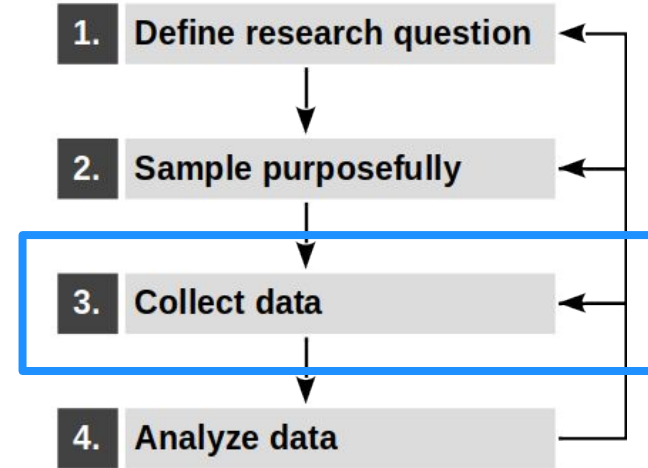 1. Define research question
2. Sample purposefully
3. Collect data
4. Analyze data